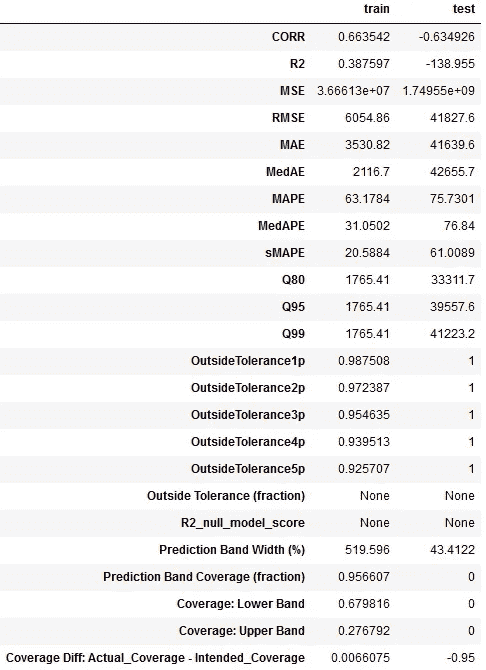 train test
CORR 0.663542 -0.634926
R2 0.387597 -138.955
MSE 3.66613e+07 1.74955e+09
RMSE 6054.86 41827.6
MAE 3530.82 41639.6
MedAE 2116.7 42655.7
MAPE 63.1784 75.7301
MedAPE 31.0502 76.84
sMAPE 20.5884 61.0089
Q80 1765.41 33311.7
Q95 1765.41 39557.6
Q99 1765.41 41223.2
OutsideTolerance1p 0.987508 1
OutsideTolerance2p 0.972387 1
OutsideTolerance3p 0.954635 1
OutsideTolerance4p 0.939513 1
OutsideTolerance5p 0.925707 1
Outside Tolerance (fraction) None None
R2_null_model_score None None
Prediction Band Width (%) 519.596 43.4122
Prediction Band Coverage (fraction) 0.956607 0
Coverage: Lower Band 0.679816 0
Coverage: Upper Band 0.276792 0
Coverage Diff: Actual_Coverage - Intended_Coverage 0.0066075 -0.95